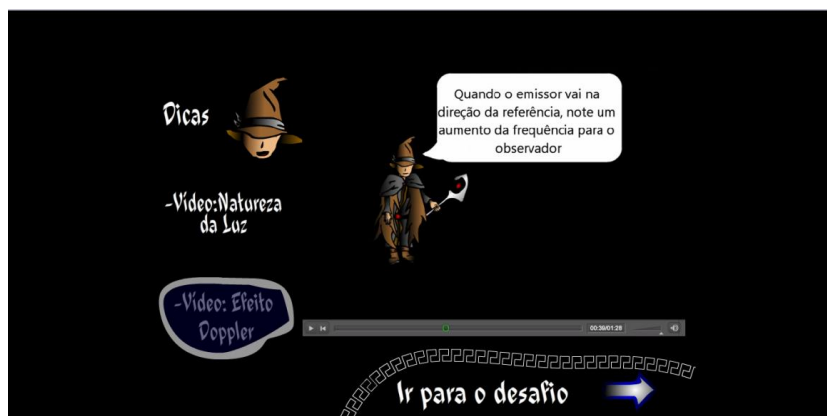 Dicas
Quando o emissor vai na
direção da referência, note um
aumento da frequência para o
observador
-Vídeo:Natureza
da Luz
-Vídeo: Efeito
Doppler
00:39/01:28
Ir para o desafio